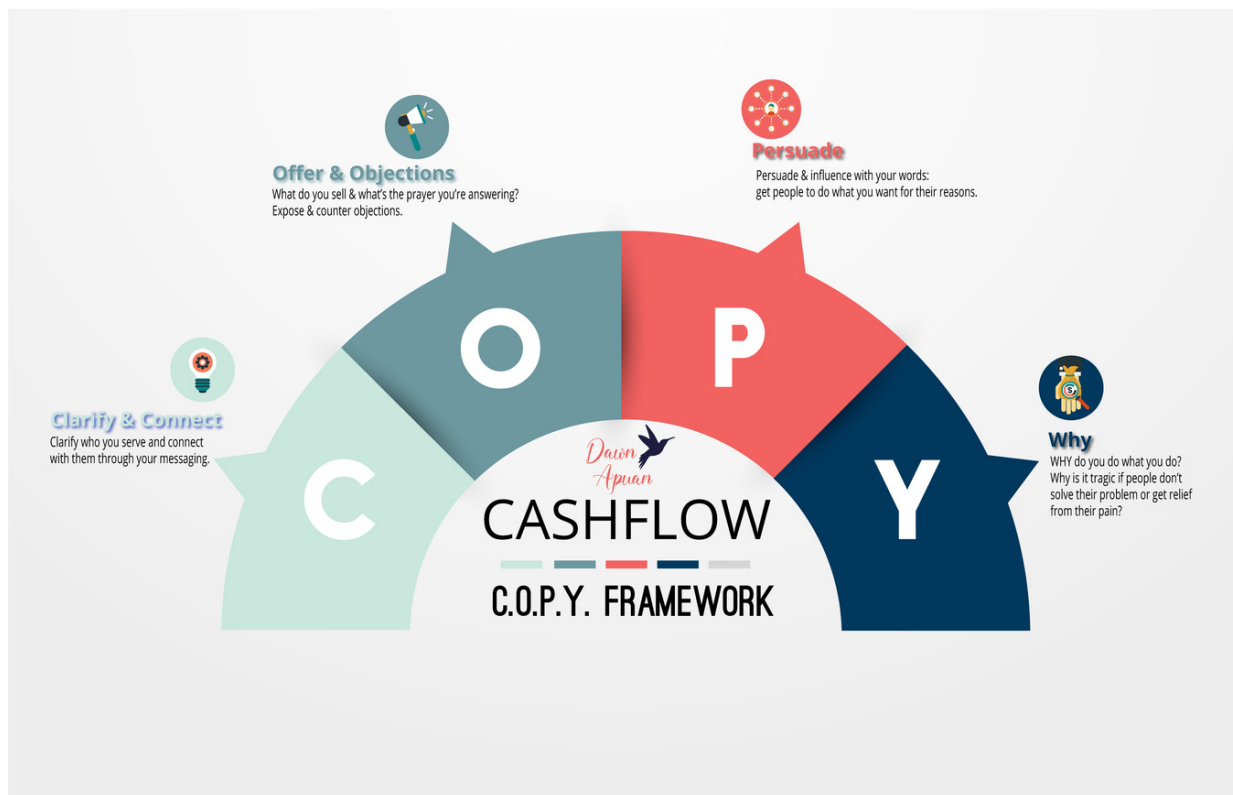 Clarify & Connect
Clarify who you serve and connect
with them through your messaging.
Offer & Objections
What do you sell & what's the prayer you're answering?
Expose & counter objections.
Persuade
Persuade & influence with your words:
get people to do what you want for their reasons.
Why
WHY do you do what you do?
Why is it tragic if people don't
solve their problem or get relief
from their pain?
C
O
P
Y
Dawn
Apuan
CASHFLOW
C.O.P.Y. FRAMEWORK
$